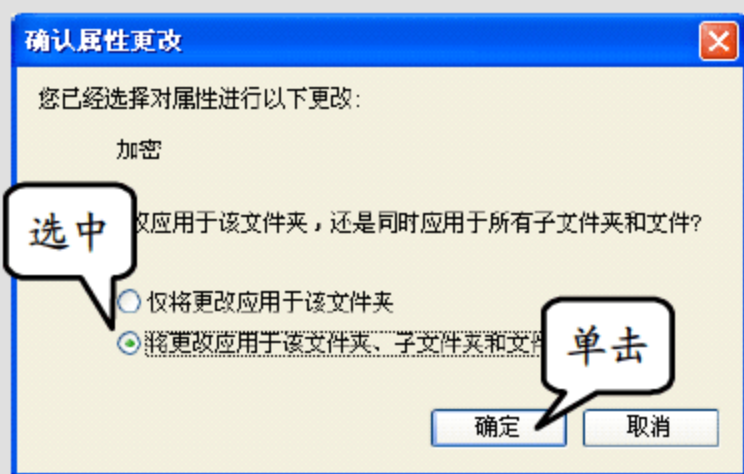 确认属性更改
您已经选择对属性进行以下更改:
加密
选中
改应用于该文件夹，还是同时应用于所有子文件夹和文件?
仅将更改应用于该文件夹
将更改应用于该文件夹、子文件夹和文件
单击
确定
取消